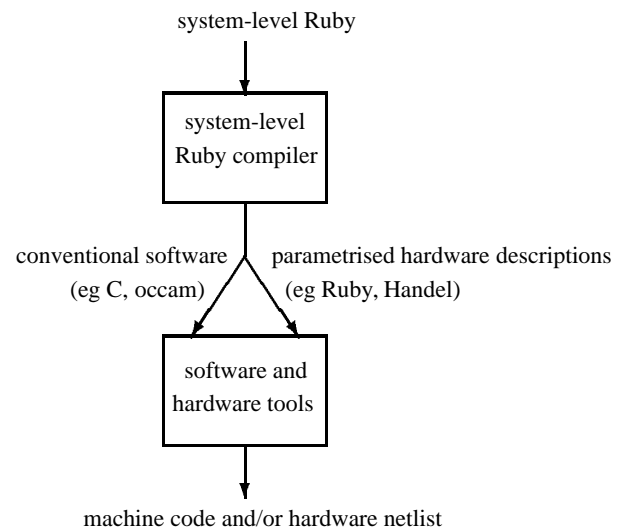 system-level Ruby
system-level
Ruby compiler
conventional software
(eg C, occam)
parametrised hardware descriptions
(eg Ruby, Handel)
software and
hardware tools
machine code and/or hardware netlist